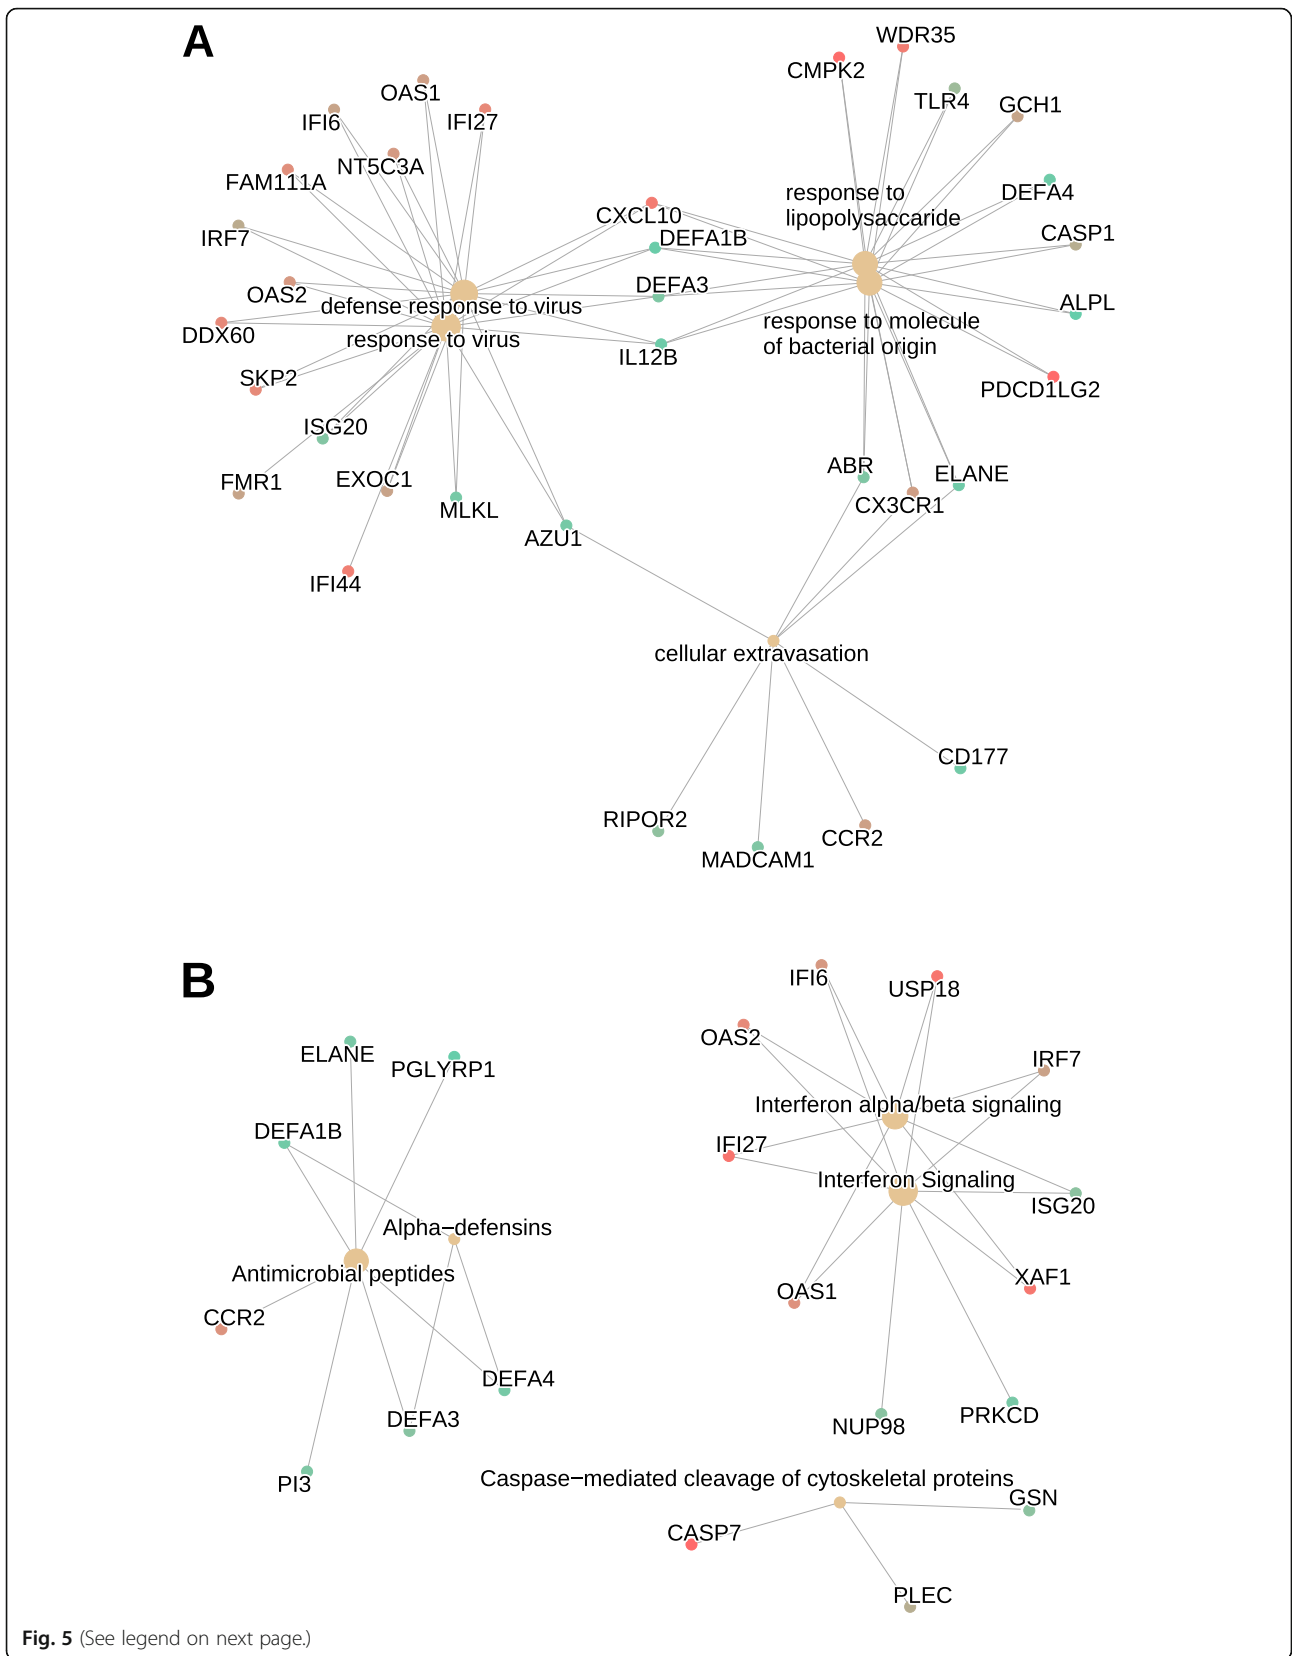 A
WDR35
CMPK2
OAS1
TLR4
GCH1
IFI6
IFI27
NT5C3A
FAM111A
response to
lipopolysaccaride
DEFA4
CXCL10
IRF7
DEFA1B
CASP1
OAS2
DEFA3
defense response to virus
ALPL
DDX60
response to virus
response to molecule
of bacterial origin
IL12B
SKP2
PDCD1LG2
ISG20
ABR
ELANE
FMR1
EXOC1
CX3CR1
MLKL
AZU1
IFI44
cellular extravasation
CD177
RIPOR2
CCR2
MADCAM1
B
IFI6
USP18
OAS2
ELANE
PGLYRP1
IRF7
Interferon alpha/beta signaling
DEFA1B
IFI27
Interferon Signaling
ISG20
Alpha−defensins
Antimicrobial peptides
XAF1
OAS1
CCR2
DEFA4
DEFA3
PRKCD
NUP98
PI3
Caspase−mediated cleavage of cytoskeletal proteins
GSN
CASP7
PLEC
Fig. 5 (See legend on next page.)